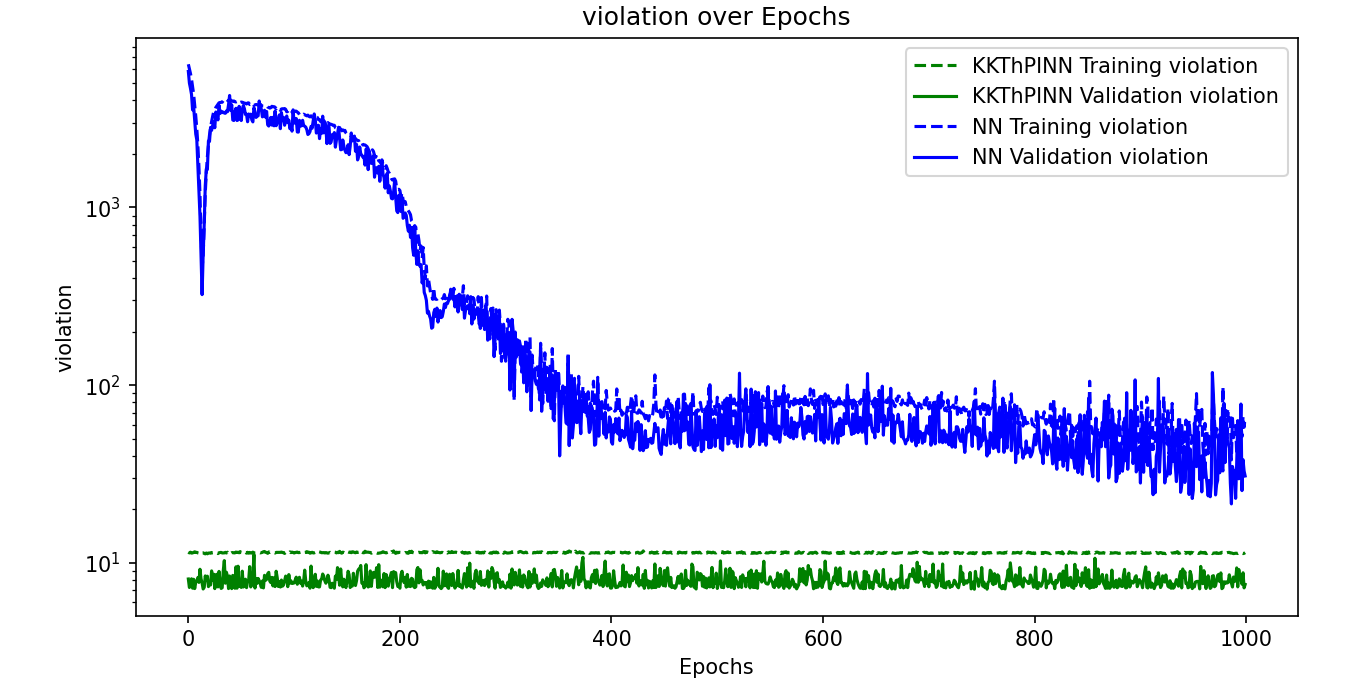 violation over Epochs
KKThPINN Training violation
KKThPINN Validation violation
NN Training violation
NN Validation violation
violation
10³
10²
10¹
0 200 400 600 800 1000
Epochs